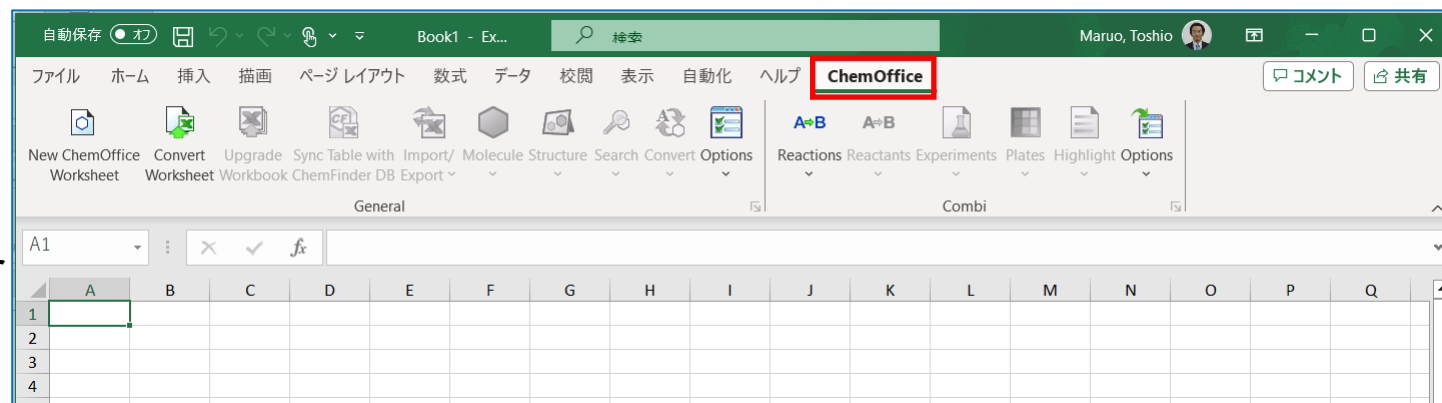 自動保存 オフ Book1 - Ex... 検索 Maruo, Toshio
ファイル ホーム 挿入 描画 ページ レイアウト 数式 データ 校閲 表示 自動化 ヘルプ ChemOffice コメント 共有
New ChemOffice Worksheet
Convert Worksheet
Upgrade Workbook
Sync Table with ChemFinder DB
Import/ Export
Molecule
Structure
Search
Convert
Options
General
A⇒B Reactions
A⇒B Reactants
Experiments
Plates
Highlight
Options
Combi
A1 fx
A B C D E F G H I J K L M N O P Q
1
2
3
4